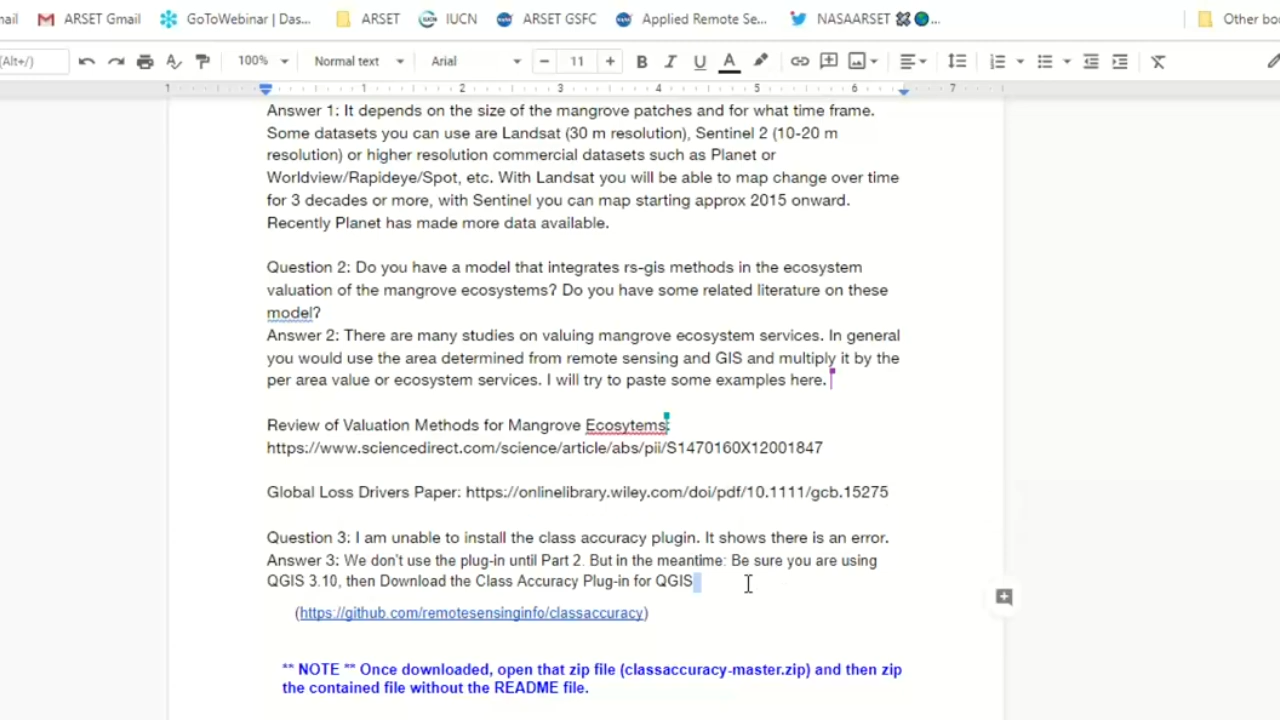 ail ARSET Gmail GoToWebinar | Das... ARSET IUCN ARSET GSFC Applied Remote Se... NASAARSET 🛰🌎... Other boo
(Alt+/) 100% Normal text Arial 11 B I U A
1 1 2 3 4 5 6 7
Answer 1: It depends on the size of the mangrove patches and for what time frame.
Some datasets you can use are Landsat (30 m resolution), Sentinel 2 (10-20 m
resolution) or higher resolution commercial datasets such as Planet or
Worldview/Rapideye/Spot, etc. With Landsat you will be able to map change over time
for 3 decades or more, with Sentinel you can map starting approx 2015 onward.
Recently Planet has made more data available.
Question 2: Do you have a model that integrates rs-gis methods in the ecosystem
valuation of the mangrove ecosystems? Do you have some related literature on these
model?
Answer 2: There are many studies on valuing mangrove ecosystem services. In general
you would use the area determined from remote sensing and GIS and multiply it by the
per area value or ecosystem services. I will try to paste some examples here.
Review of Valuation Methods for Mangrove Ecosytems:
https://www.sciencedirect.com/science/article/abs/pii/S1470160X12001847
Global Loss Drivers Paper: https://onlinelibrary.wiley.com/doi/pdf/10.1111/gcb.15275
Question 3: I am unable to install the class accuracy plugin. It shows there is an error.
Answer 3: We don't use the plug-in until Part 2. But in the meantime: Be sure you are using
QGIS 3.10, then Download the Class Accuracy Plug-in for QGIS
(https://github.com/remotesensinginfo/classaccuracy)
** NOTE ** Once downloaded, open that zip file (classaccuracy-master.zip) and then zip
the contained file without the README file.